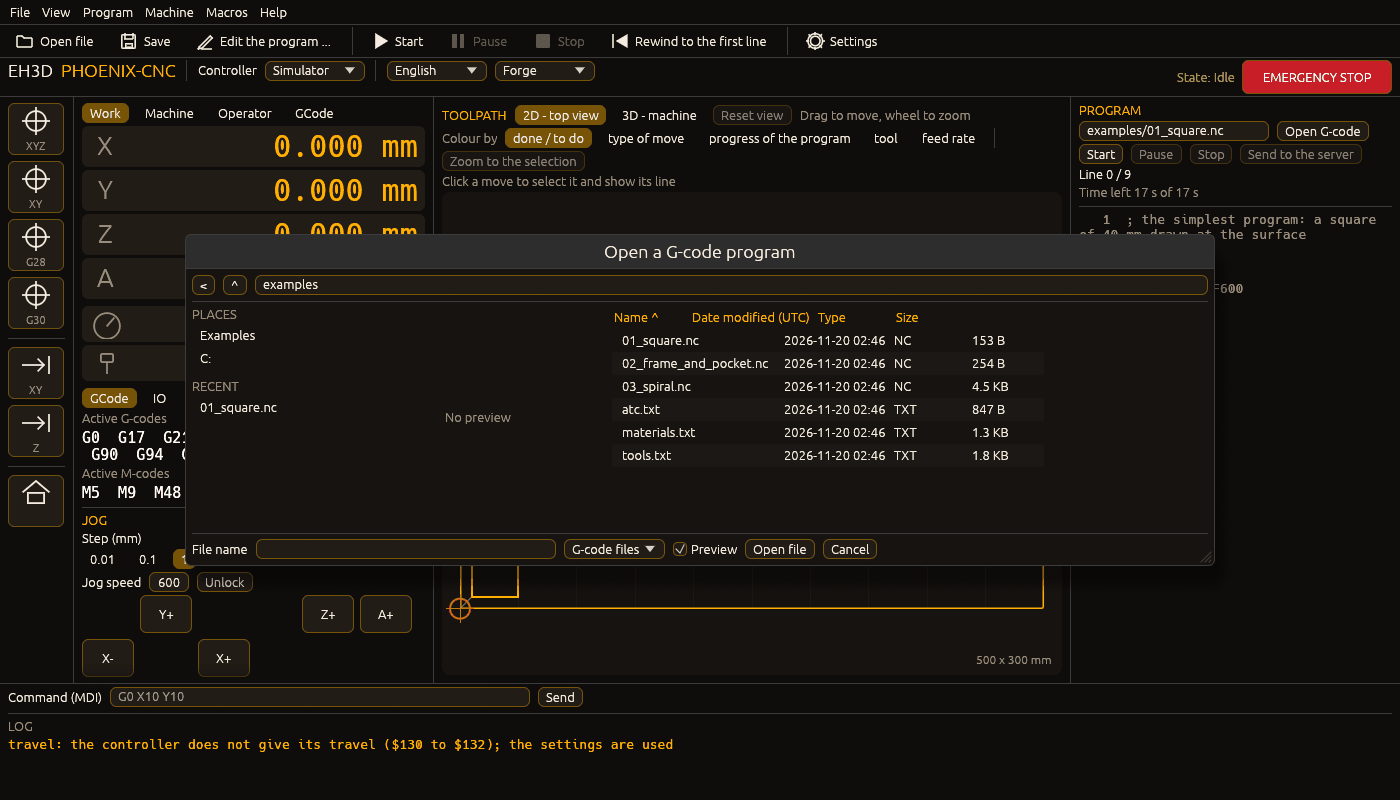 File View Program Machine Macros Help
Open file Save Edit the program ... Start Pause Stop Rewind to the first line Settings
EH3D PHOENIX-CNC Controller Simulator English Forge State: Idle EMERGENCY STOP
XYZ
XY
G28
G30
XY
Z
Work Machine Operator GCode
X 0.000 mm
Y 0.000 mm
Z 0.000 mm
A
GCode IO
Active G-codes
G0 G17 G21
G90 G94
Active M-codes
M5 M9 M48
JOG
Step (mm)
0.01 0.1
Jog speed 600 Unlock
Y+ Z+ A+
X- X+
TOOLPATH 2D - top view 3D - machine Reset view Drag to move, wheel to zoom
Colour by done / to do type of move progress of the program tool feed rate
Zoom to the selection
Click a move to select it and show its line
500 x 300 mm
PROGRAM
examples/01_square.nc Open G-code
Start Pause Stop Send to the server
Line 0 / 9
Time left 17 s of 17 s
1 ; the simplest program: a square
of 40 mm drawn at the surface
F600
Open a G-code program
< ^ examples
PLACES
Examples
C:
RECENT
01_square.nc
No preview
Name ^ Date modified (UTC) Type Size
01_square.nc 2026-11-20 02:46 NC 153 B
02_frame_and_pocket.nc 2026-11-20 02:46 NC 254 B
03_spiral.nc 2026-11-20 02:46 NC 4.5 KB
atc.txt 2026-11-20 02:46 TXT 847 B
materials.txt 2026-11-20 02:46 TXT 1.3 KB
tools.txt 2026-11-20 02:46 TXT 1.8 KB
File name G-code files Preview Open file Cancel
Command (MDI) G0 X10 Y10 Send
LOG
travel: the controller does not give its travel ($130 to $132); the settings are used